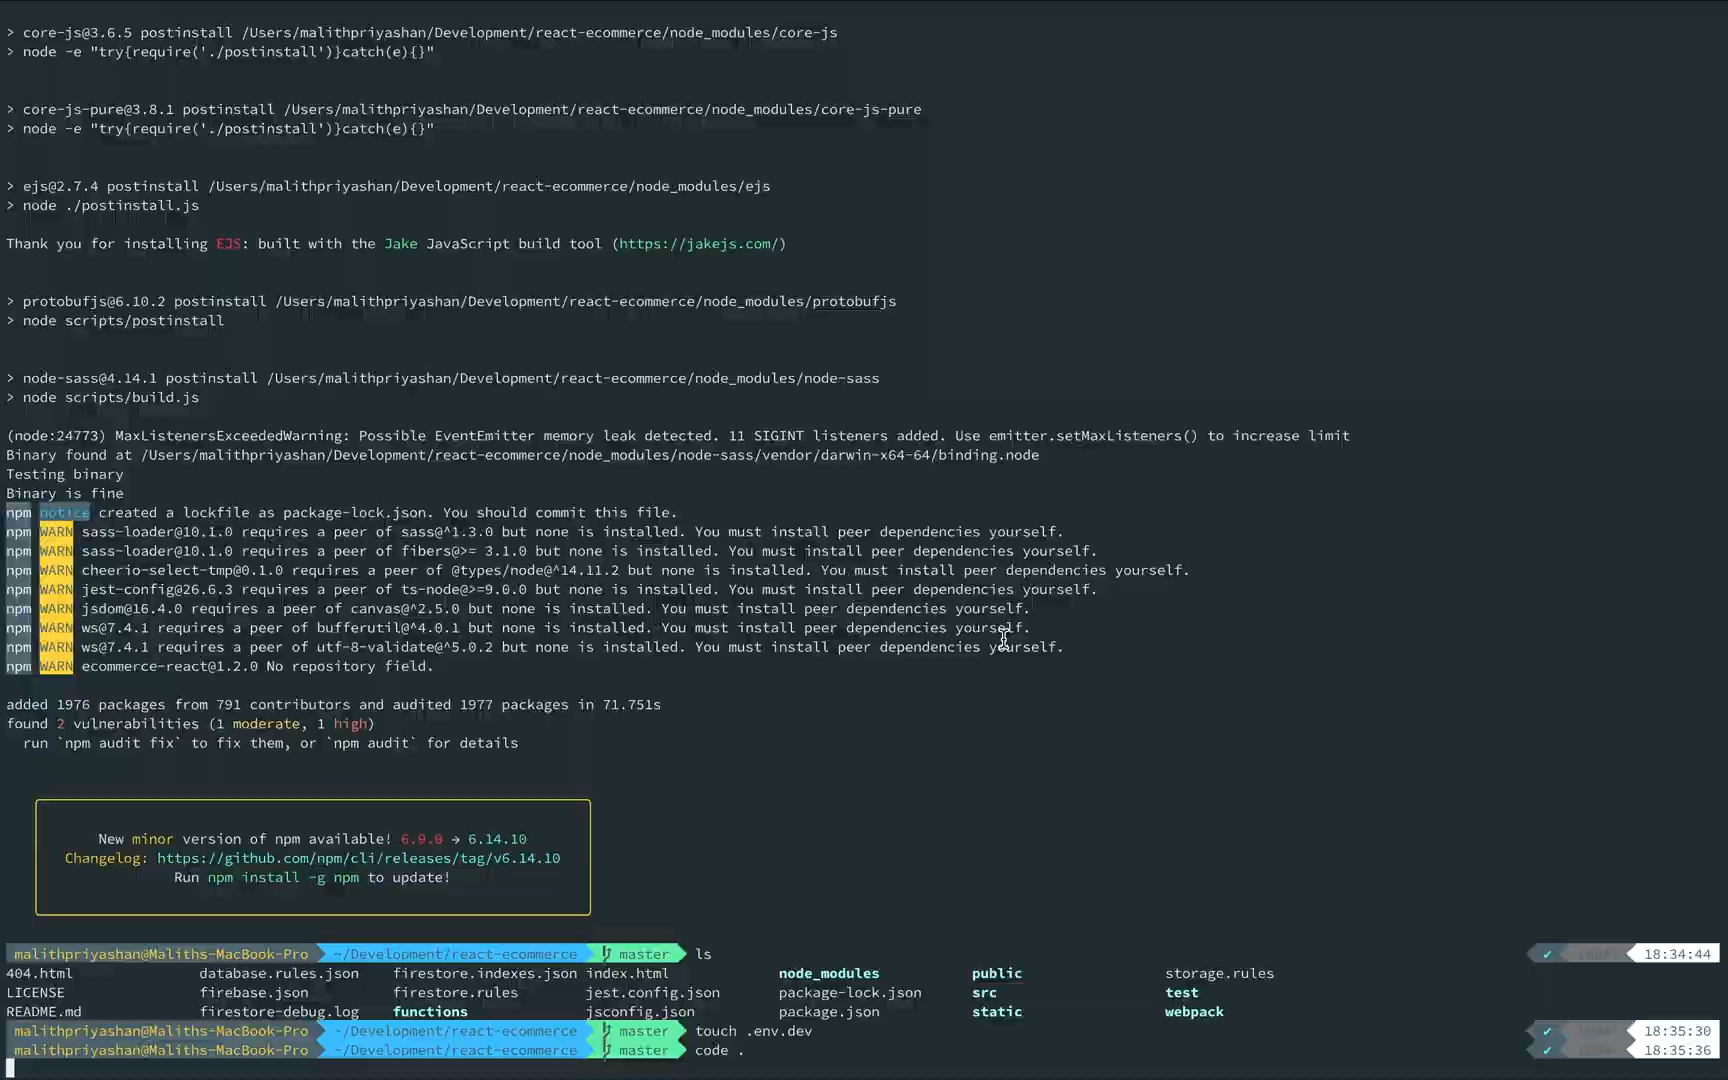 > core-js@3.6.5 postinstall /Users/malithpriyashan/Development/react-ecommerce/node_modules/core-js
> node -e "try{require('./postinstall')}catch(e){}"
> core-js-pure@3.8.1 postinstall /Users/malithpriyashan/Development/react-ecommerce/node_modules/core-js-pure
> node -e "try{require('./postinstall')}catch(e){}"
> ejs@2.7.4 postinstall /Users/malithpriyashan/Development/react-ecommerce/node_modules/ejs
> node ./postinstall.js
Thank you for installing EJS: built with the Jake JavaScript build tool (https://jakejs.com/)
> protobufjs@6.10.2 postinstall /Users/malithpriyashan/Development/react-ecommerce/node_modules/protobufjs
> node scripts/postinstall
> node-sass@4.14.1 postinstall /Users/malithpriyashan/Development/react-ecommerce/node_modules/node-sass
> node scripts/build.js
(node:24773) MaxListenersExceededWarning: Possible EventEmitter memory leak detected. 11 SIGINT listeners added. Use emitter.setMaxListeners() to increase limit
Binary found at /Users/malithpriyashan/Development/react-ecommerce/node_modules/node-sass/vendor/darwin-x64-64/binding.node
Testing binary
Binary is fine
npm notice created a lockfile as package-lock.json. You should commit this file.
npm WARN sass-loader@10.1.0 requires a peer of sass@^1.3.0 but none is installed. You must install peer dependencies yourself.
npm WARN sass-loader@10.1.0 requires a peer of fibers@>= 3.1.0 but none is installed. You must install peer dependencies yourself.
npm WARN cheerio-select-tmp@0.1.0 requires a peer of @types/node@^14.11.2 but none is installed. You must install peer dependencies yourself.
npm WARN jest-config@26.6.3 requires a peer of ts-node@>=9.0.0 but none is installed. You must install peer dependencies yourself.
npm WARN jsdom@16.4.0 requires a peer of canvas@^2.5.0 but none is installed. You must install peer dependencies yourself.
npm WARN ws@7.4.1 requires a peer of bufferutil@^4.0.1 but none is installed. You must install peer dependencies yourself.
npm WARN ws@7.4.1 requires a peer of utf-8-validate@^5.0.2 but none is installed. You must install peer dependencies yourself.
npm WARN ecommerce-react@1.2.0 No repository field.
added 1976 packages from 791 contributors and audited 1977 packages in 71.751s
found 2 vulnerabilities (1 moderate, 1 high)
run `npm audit fix` to fix them, or `npm audit` for details
New minor version of npm available! 6.9.0 → 6.14.10
Changelog: https://github.com/npm/cli/releases/tag/v6.14.10
Run npm install -g npm to update!
malithpriyashan@Maliths-MacBook-Pro ~/Development/react-ecommerce master ls ✔ 18:34:44
404.html database.rules.json firestore.indexes.json index.html node_modules public storage.rules
LICENSE firebase.json firestore.rules jest.config.json package-lock.json src test
README.md firestore-debug.log functions jsconfig.json package.json static webpack
malithpriyashan@Maliths-MacBook-Pro ~/Development/react-ecommerce master touch .env.dev ✔ 18:35:30
malithpriyashan@Maliths-MacBook-Pro ~/Development/react-ecommerce master code . ✔ 18:35:36